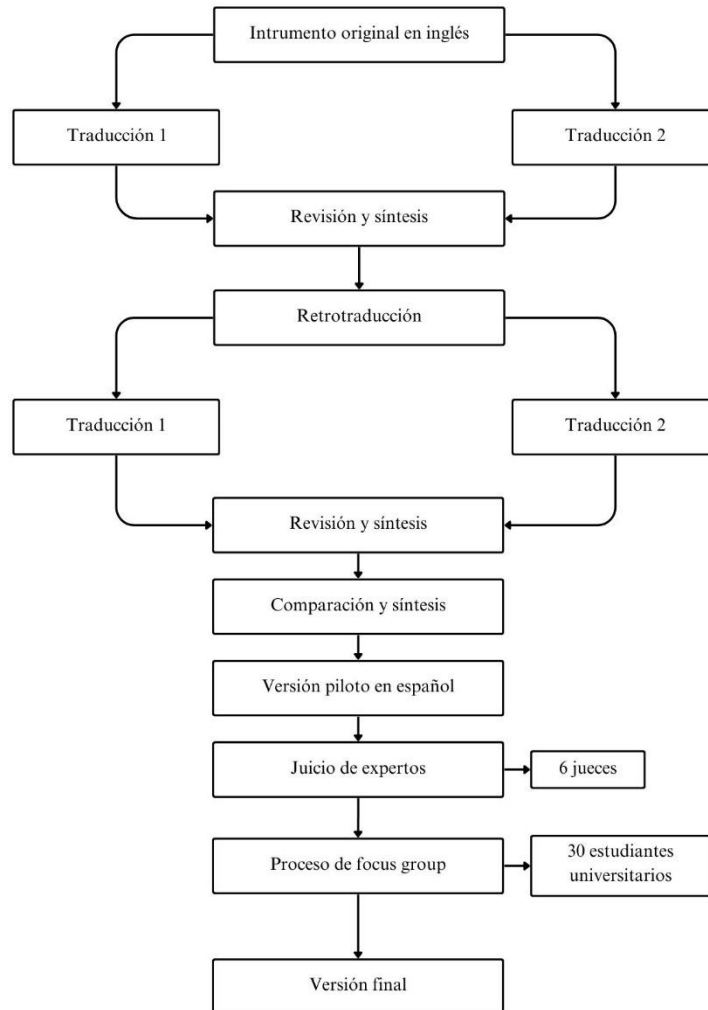 Intrumento original en inglés
Traducción 1
Traducción 2
Revisión y síntesis
Retrotraducción
Traducción 1
Traducción 2
Revisión y síntesis
Comparación y síntesis
Versión piloto en español
Juicio de expertos
6 jueces
Proceso de focus group
30 estudiantes
universitarios
Versión final